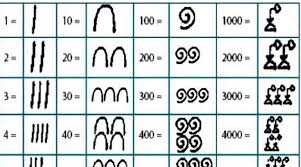 1 = 𓏺 10 = 𓎆 100 = 𓍢 1000 = 𓆼
2 = 𓏻 20 = 𓎇 200 = 𓍣 2000 = 𓆽
3 = 𓏼 30 = 𓎈 300 = 𓍤 3000 = 𓆾
4 = 𓏽 40 = 𓎉 400 = 𓍥 4000 = 𓆿